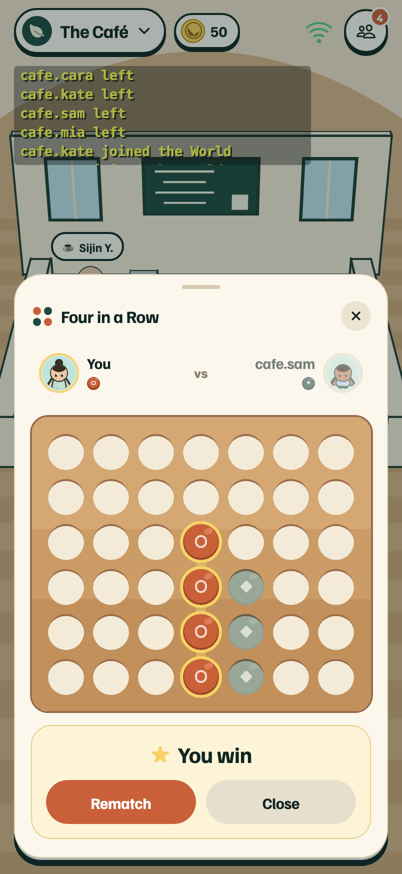 The Café
50
4
cafe.cara left
cafe.kate left
cafe.sam left
cafe.mia left
cafe.kate joined the World
Sijin Y.
Four in a Row
You
vs
cafe.sam
You win
Rematch
Close